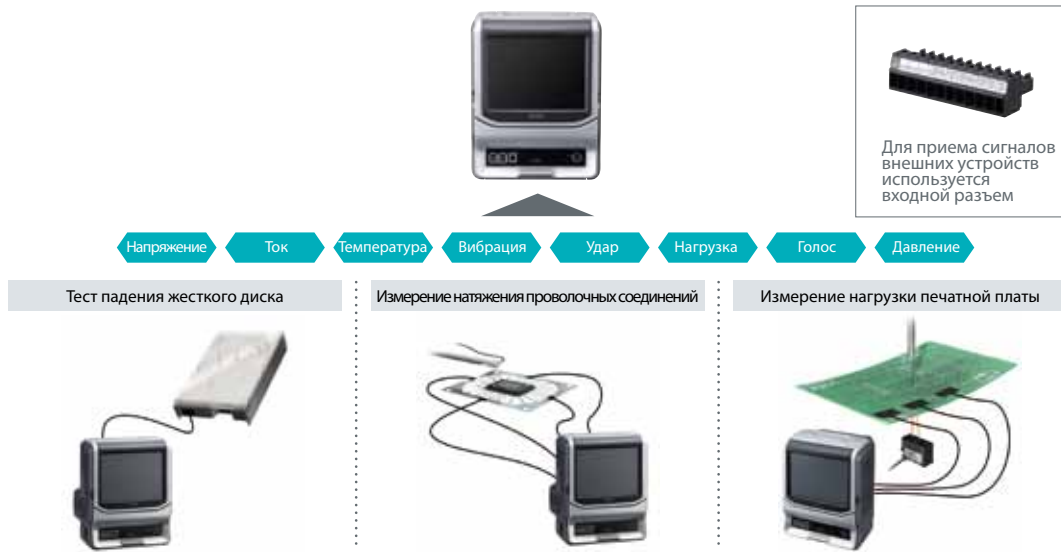 Для приема сигналов
внешних устройств
используется
входной разъем
Напряжение
Ток
Температура
Вибрация
Удар
Нагрузка
Голос
Давление
Тест падения жесткого диска
Измерение натяжения проволочных соединений
Измерение нагрузки печатной платы